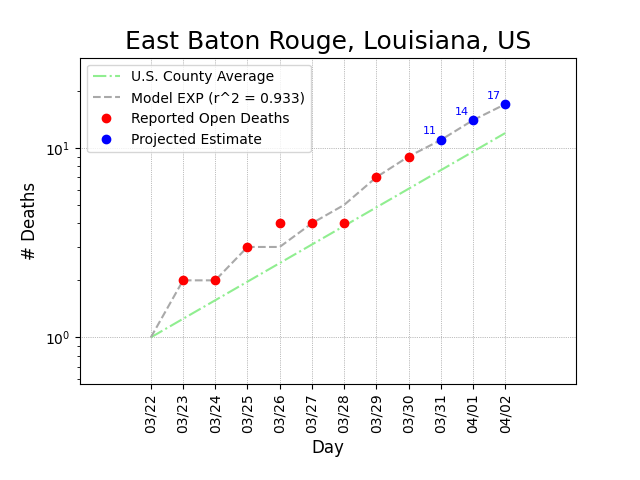 East Baton Rouge, Louisiana, US
U.S. County Average
Model EXP (r^2 = 0.933)
Reported Open Deaths
Projected Estimate
17
14
11
10^1
10^0
# Deaths
03/22
03/23
03/24
03/25
03/26
03/27
03/28
03/29
03/30
03/31
04/01
04/02
Day